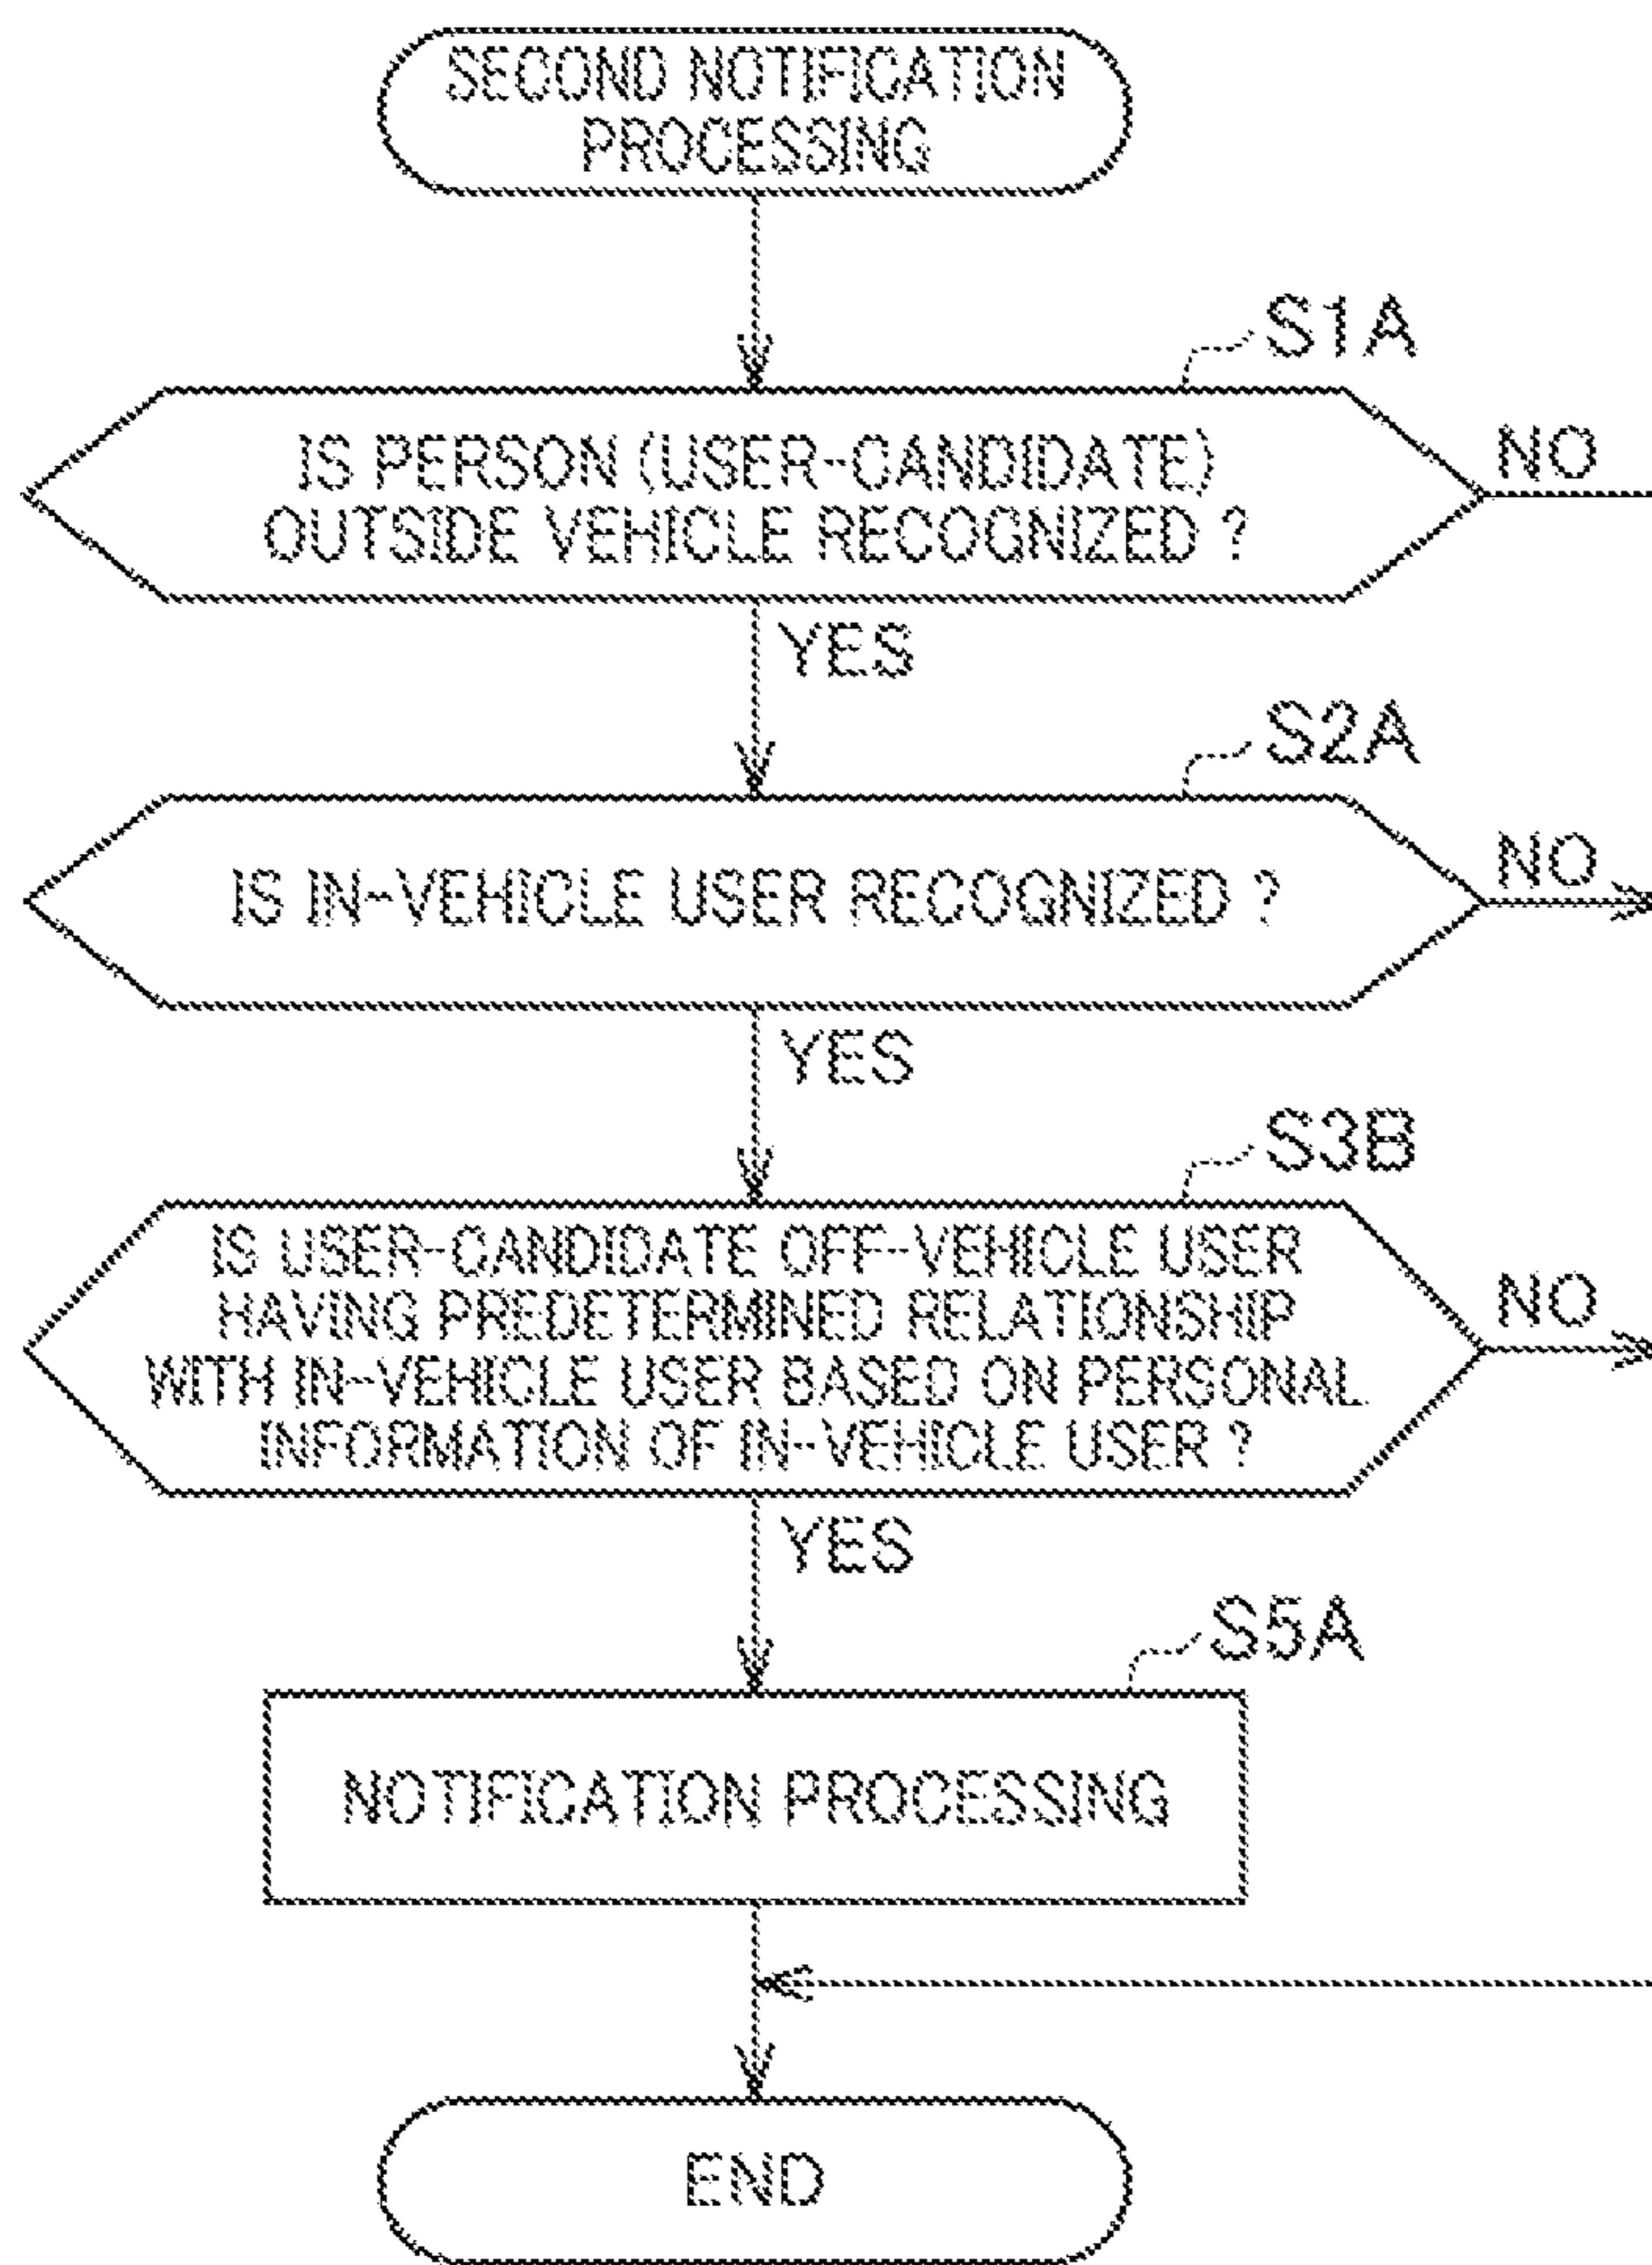 SECOND NOTIFICATION
PROCESSING
S1A
IS PERSON (USER-CANDIDATE)
OUTSIDE VEHICLE RECOGNIZED ?
NO
YES
S2A
IS IN-VEHICLE USER RECOGNIZED ?
NO
YES
S3B
IS USER-CANDIDATE OFF-VEHICLE USER
HAVING PREDETERMINED RELATIONSHIP
WITH IN-VEHICLE USER BASED ON PERSONAL
INFORMATION OF IN-VEHICLE USER ?
NO
YES
S5A
NOTIFICATION PROCESSING
END